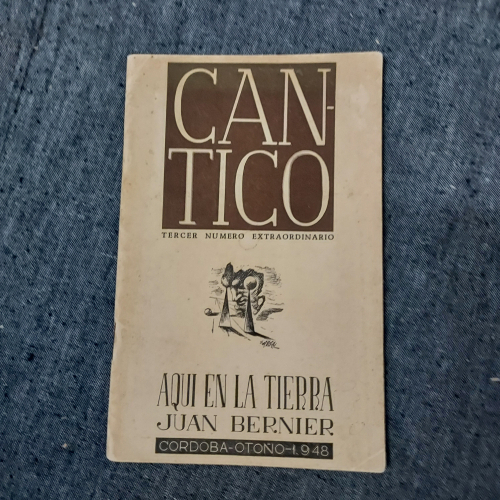 CAN-
TICO
TERCER NUMERO EXTRAORDINARIO
AQUI EN LA TIERRA
JUAN BERNIER
CORDOBA-OTOÑO-1948